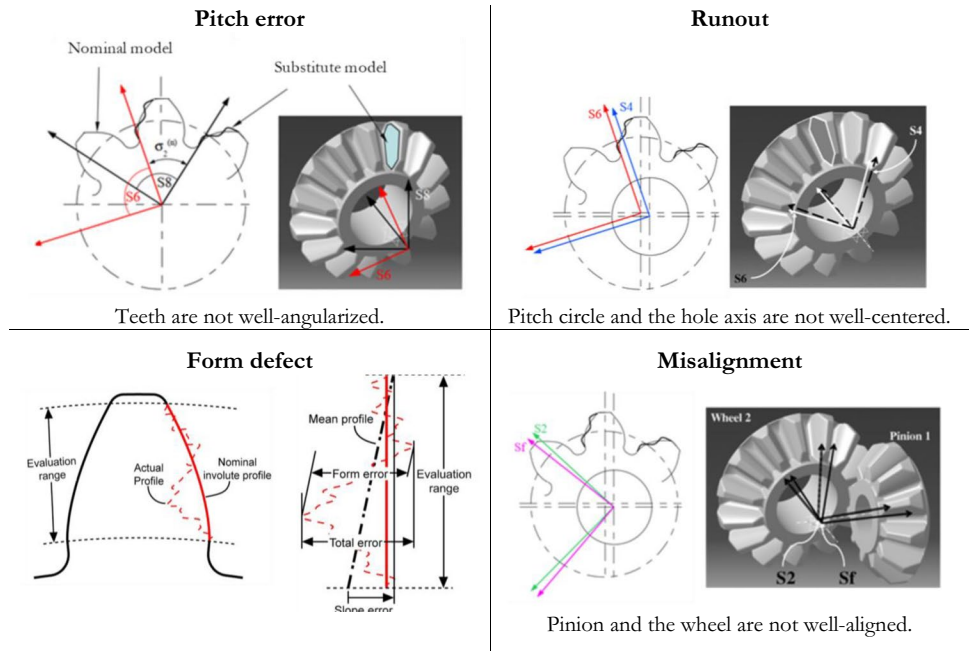 Pitch error
Nominal model
Substitute model
σ₂⁽ᵘ⁾
S8
S6
S8
S6
Teeth are not well-angularized.
Runout
S6
S4
S4
S6
Pitch circle and the hole axis are not well-centered.
Form defect
Evaluation
range
Actual
Profile
Nominal
involute profile
Mean profile
Form error
Evaluation
range
Total error
Slope error
Misalignment
S2
Sf
Wheel 2
Pinion 1
S2
Sf
Pinion and the wheel are not well-aligned.